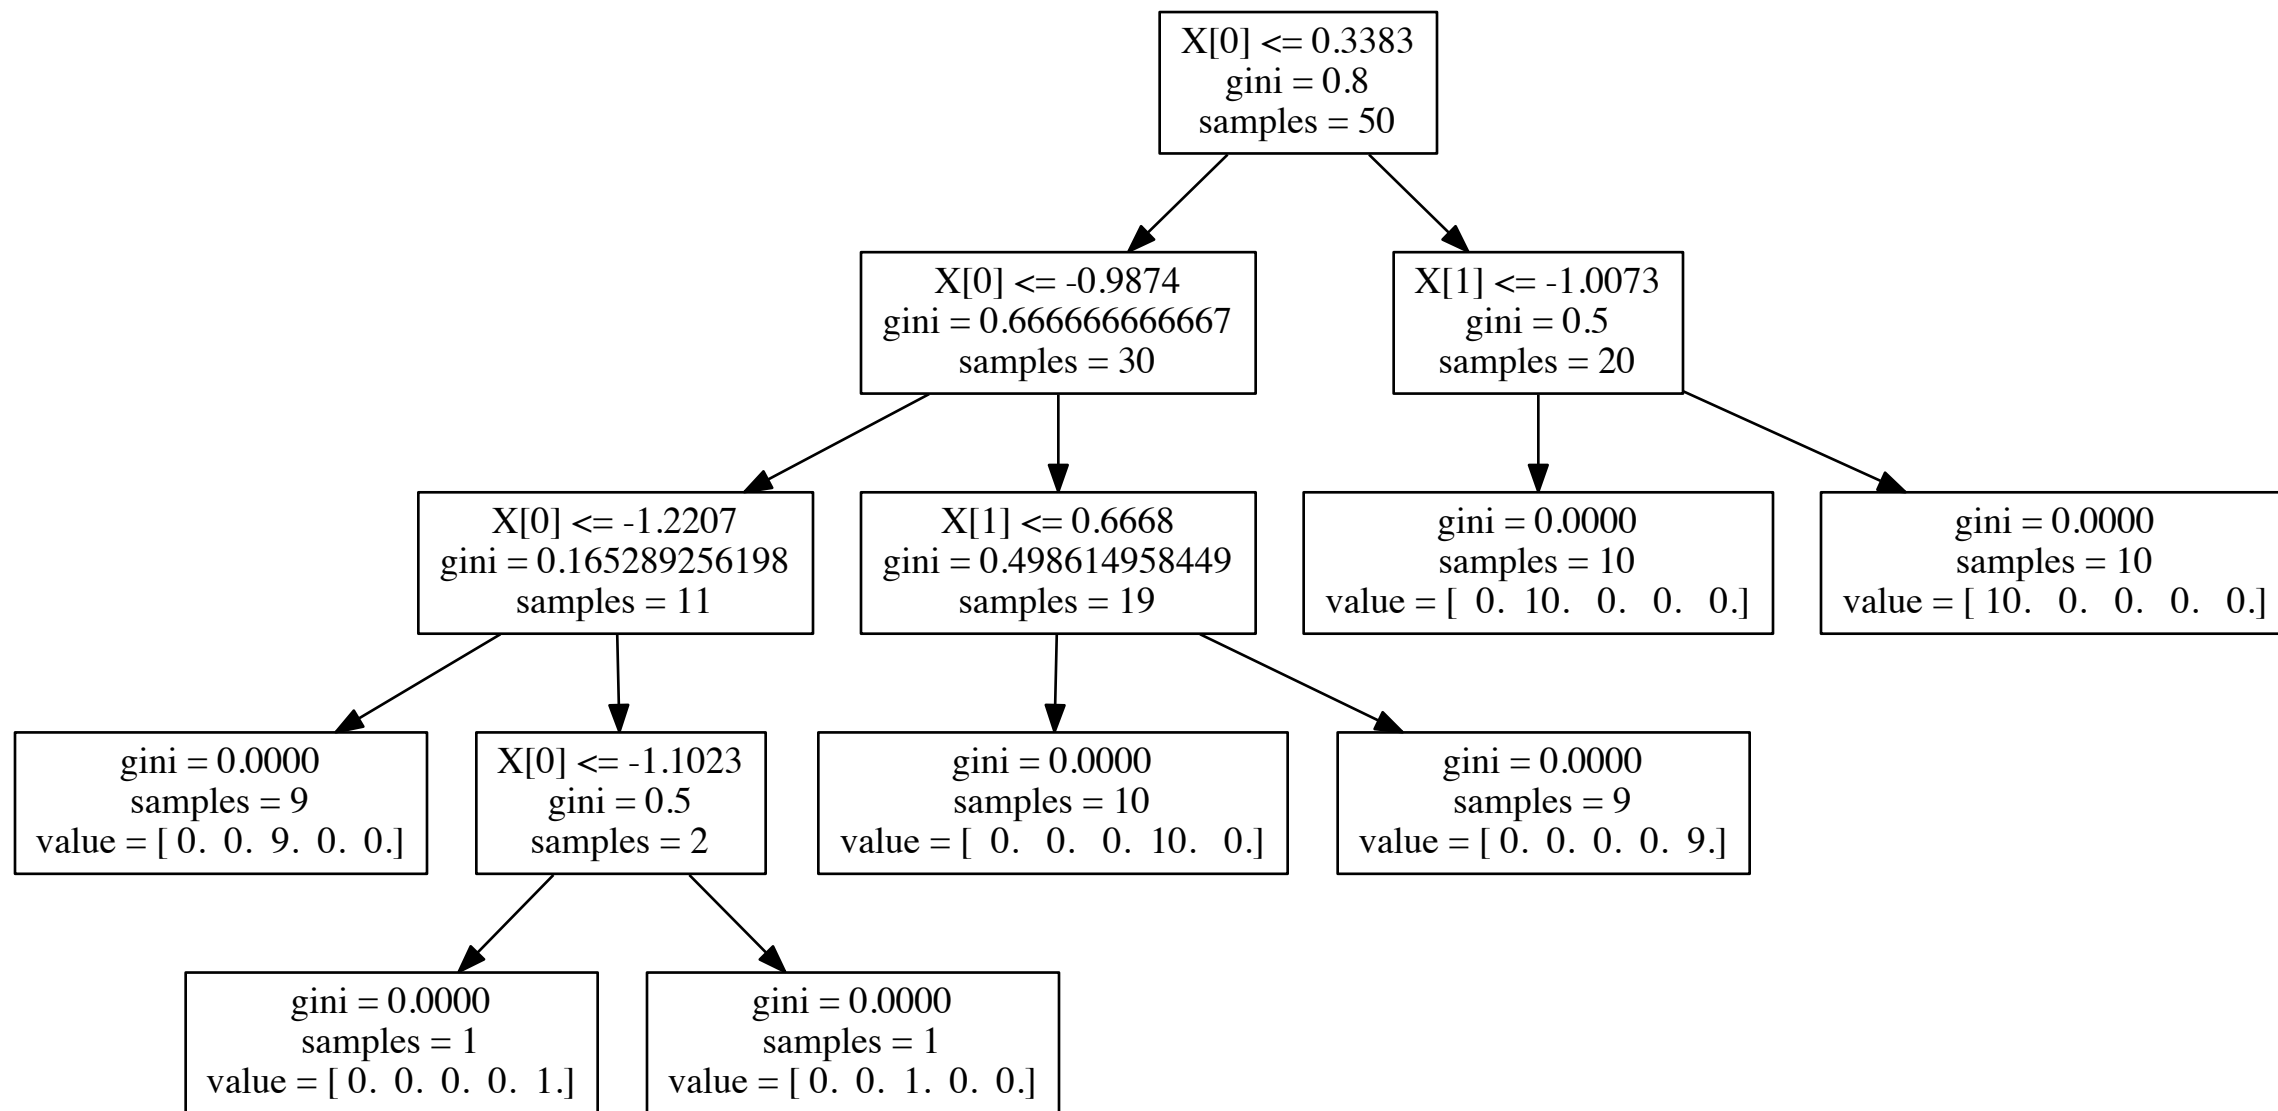 X[0] <= 0.3383
gini = 0.8
samples = 50
X[0] <= -0.9874
gini = 0.666666666667
samples = 30
X[1] <= -1.0073
gini = 0.5
samples = 20
X[0] <= -1.2207
gini = 0.165289256198
samples = 11
X[1] <= 0.6668
gini = 0.498614958449
samples = 19
gini = 0.0000
samples = 10
value = [ 0. 10. 0. 0. 0.]
gini = 0.0000
samples = 10
value = [ 10. 0. 0. 0. 0.]
gini = 0.0000
samples = 9
value = [ 0. 0. 9. 0. 0.]
X[0] <= -1.1023
gini = 0.5
samples = 2
gini = 0.0000
samples = 10
value = [ 0. 0. 0. 10. 0.]
gini = 0.0000
samples = 9
value = [ 0. 0. 0. 0. 9.]
gini = 0.0000
samples = 1
value = [ 0. 0. 0. 0. 1.]
gini = 0.0000
samples = 1
value = [ 0. 0. 1. 0. 0.]